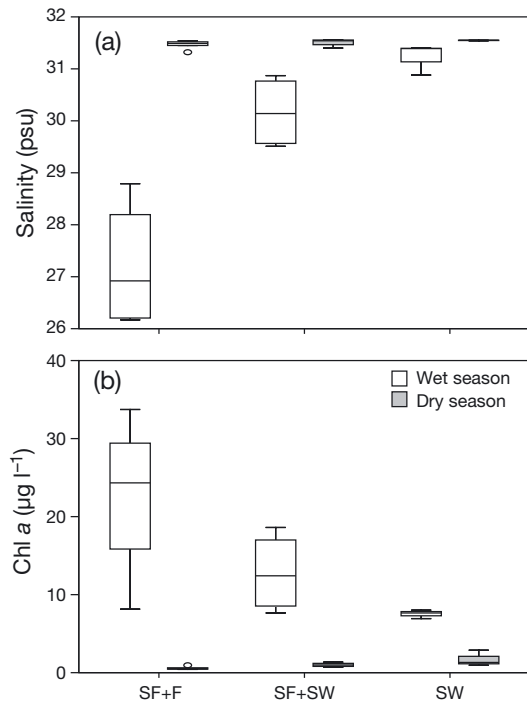 (a)
Salinity (psu)
32
31
30
29
28
27
26
(b)
Wet season
Dry season
Chl a (µg l⁻¹)
40
30
20
10
0
SF+F SF+SW SW